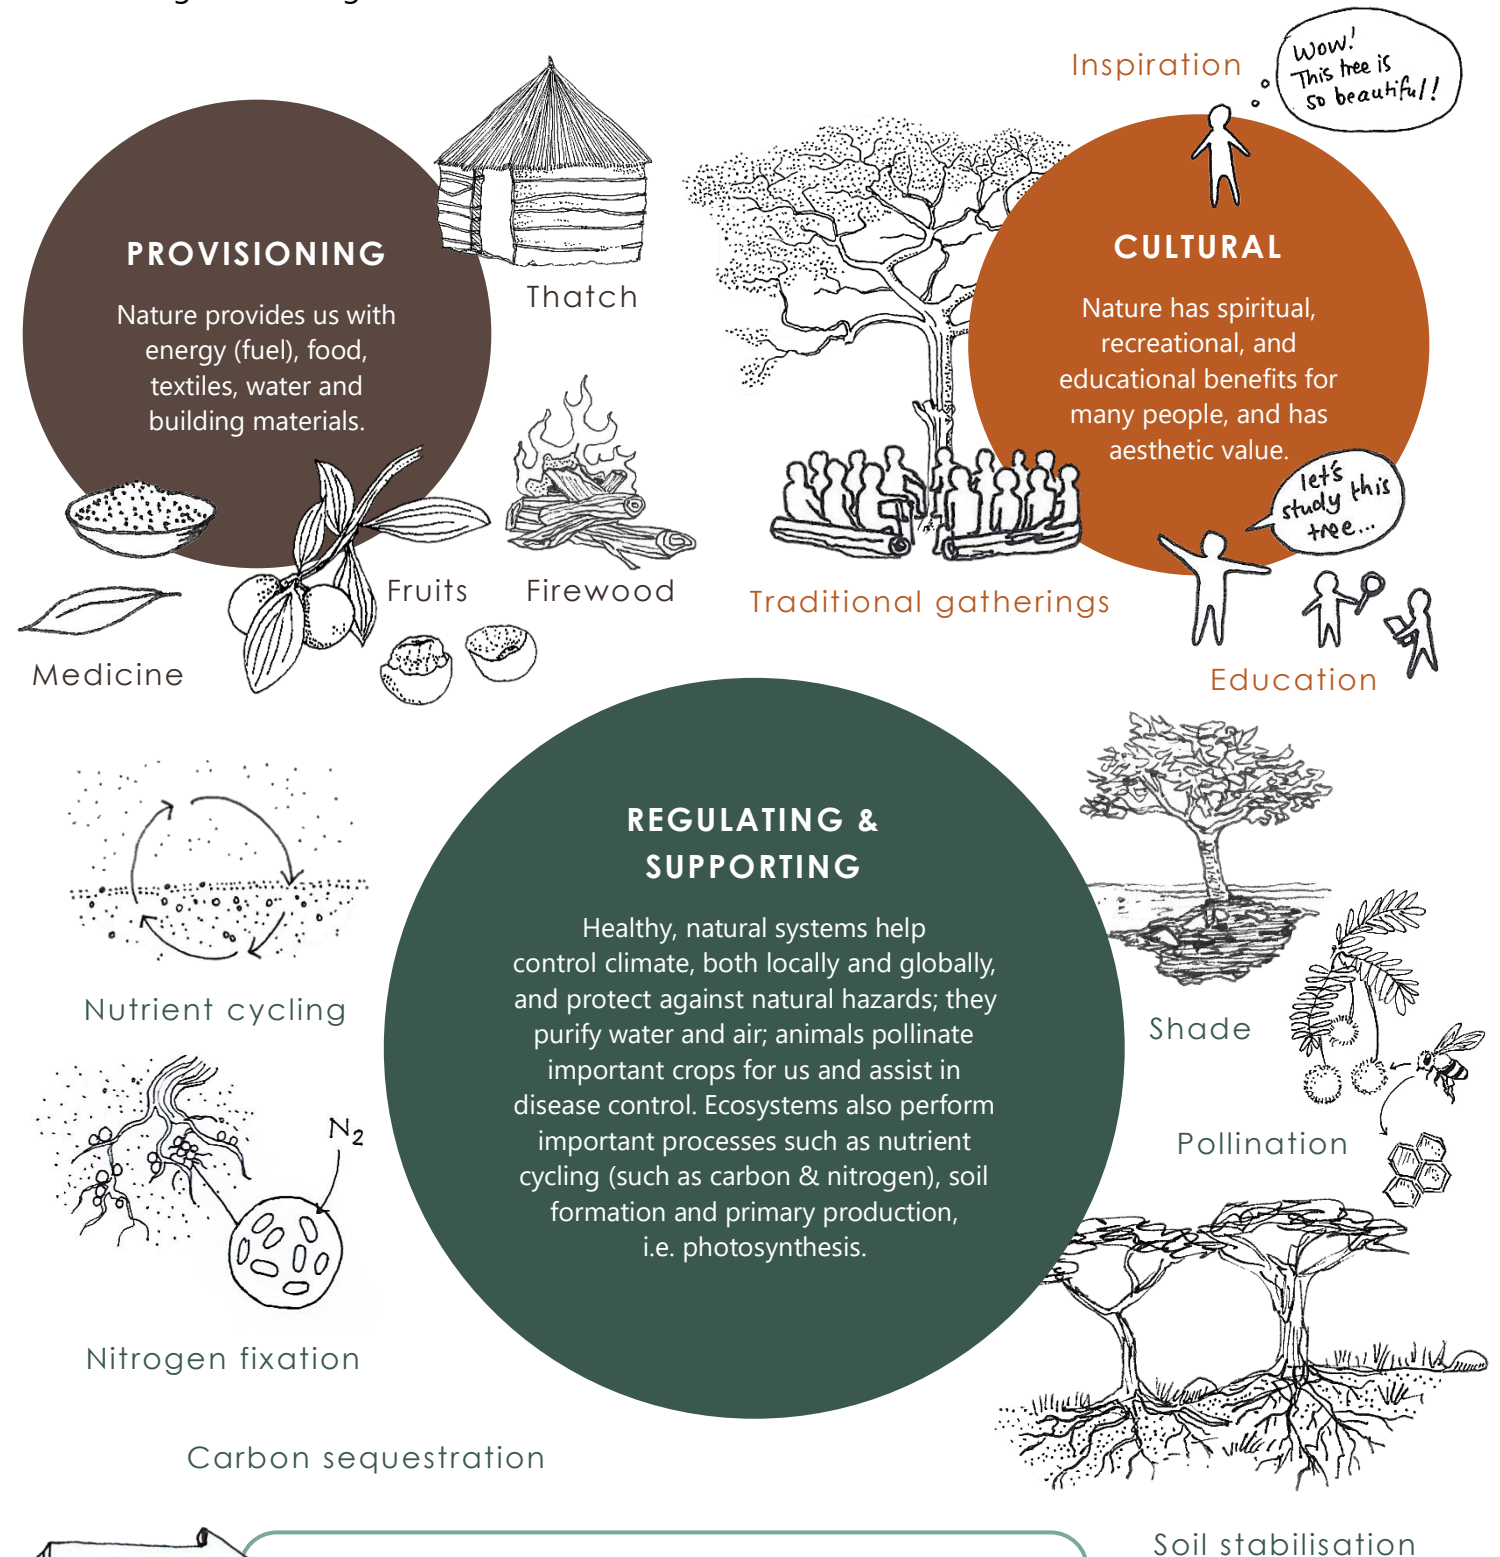 Inspiration
Wow!
This tree is
so beautiful!
PROVISIONING
Nature provides us with
energy (fuel), food,
textiles, water and
building materials.
Thatch
CULTURAL
Nature has spiritual,
recreational, and
educational benefits for
many people, and has
aesthetic value.
let's
study this
tree...
Medicine
Fruits
Firewood
Traditional gatherings
Education
REGULATING &
SUPPORTING
Healthy, natural systems help
control climate, both locally and globally,
and protect against natural hazards; they
purify water and air; animals pollinate
important crops for us and assist in
disease control. Ecosystems also perform
important processes such as nutrient
cycling (such as carbon & nitrogen), soil
formation and primary production,
i.e. photosynthesis.
Nutrient cycling
Shade
N2
Pollination
Nitrogen fixation
Carbon sequestration
Soil stabilisation